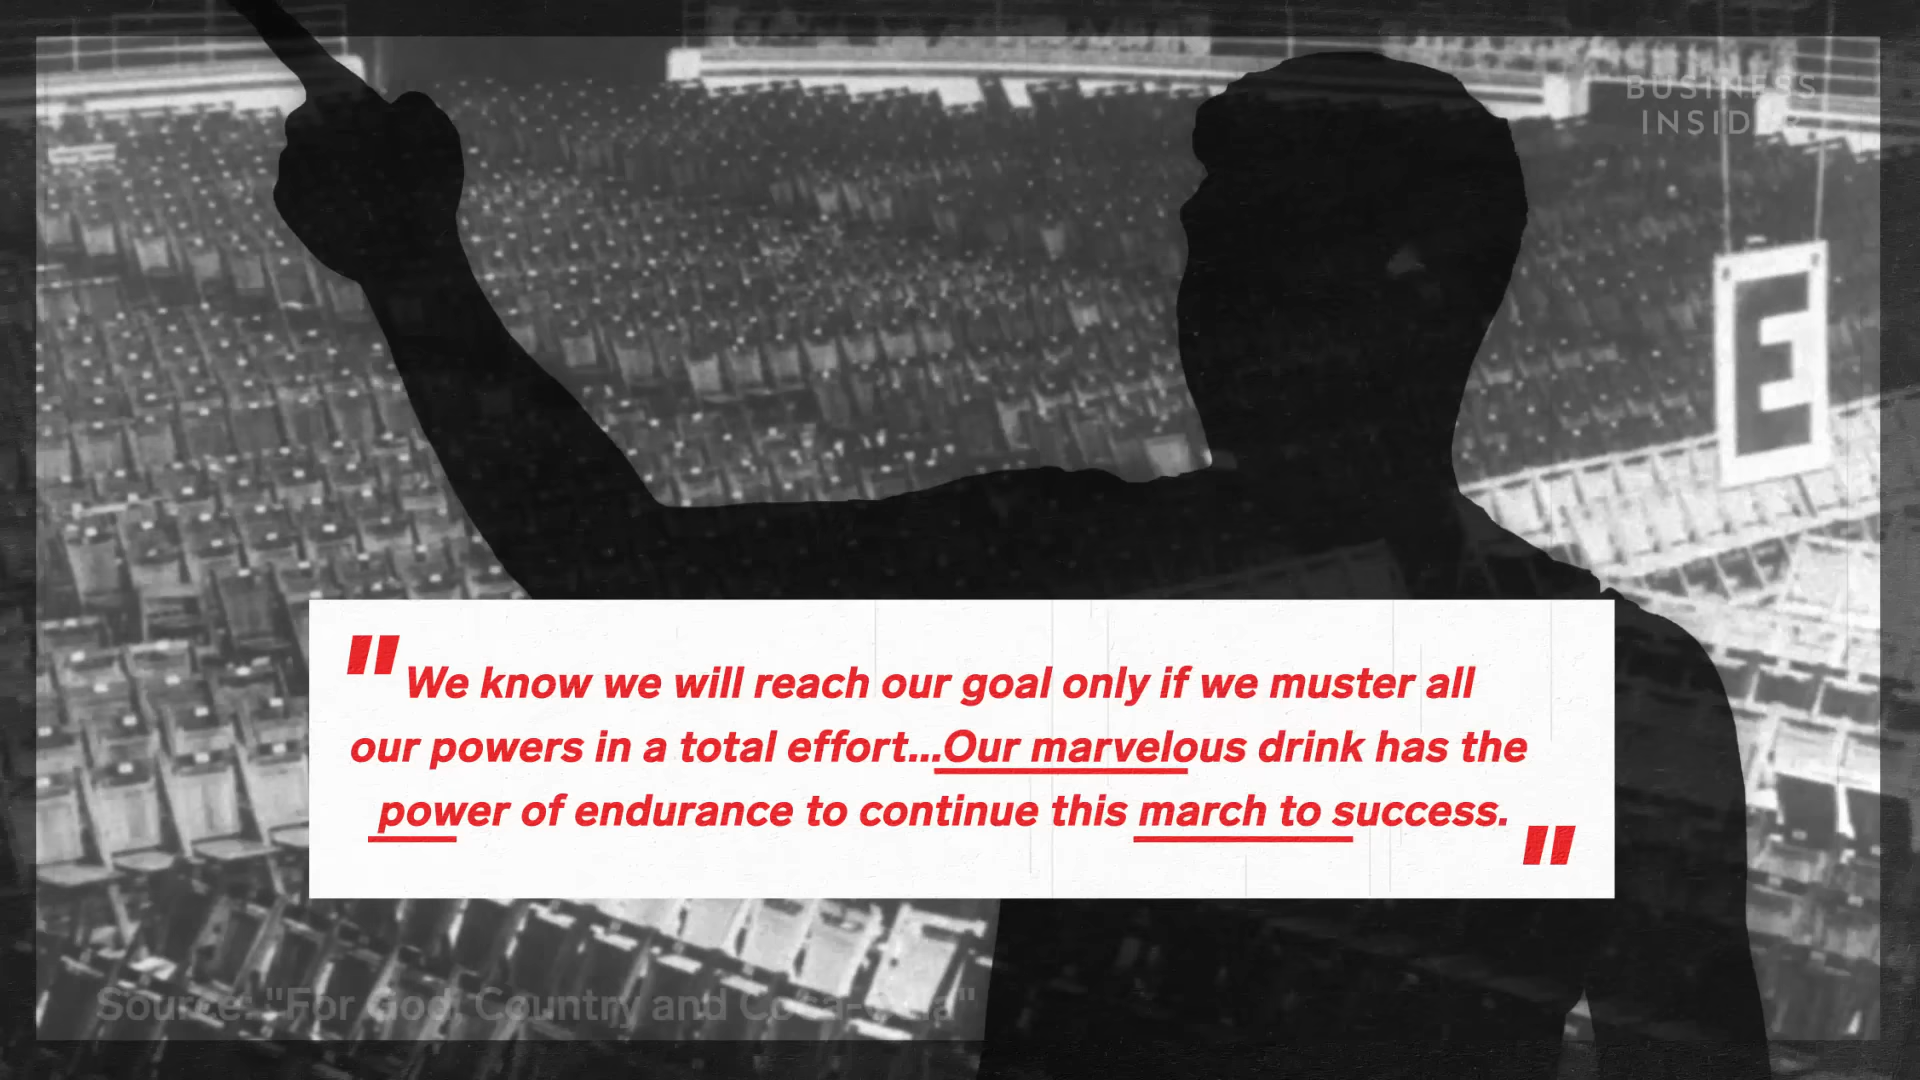 BUSINESS
INSIDER
E
"We know we will reach our goal only if we muster all
our powers in a total effort...Our marvelous drink has the
power of endurance to continue this march to success."
Source: "For God, Country and Coca-Cola"